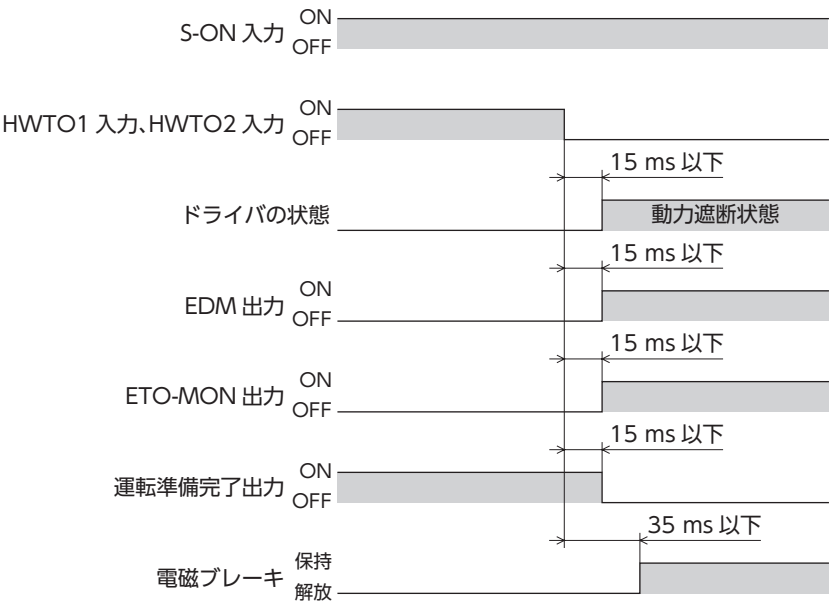 S-ON 入力 ON
OFF
HWTO1 入力、HWTO2 入力 ON
OFF
15 ms 以下
ドライバの状態
動力遮断状態
15 ms 以下
EDM 出力 ON
OFF
15 ms 以下
ETO-MON 出力 ON
OFF
15 ms 以下
運転準備完了出力 ON
OFF
35 ms 以下
電磁ブレーキ 保持
解放